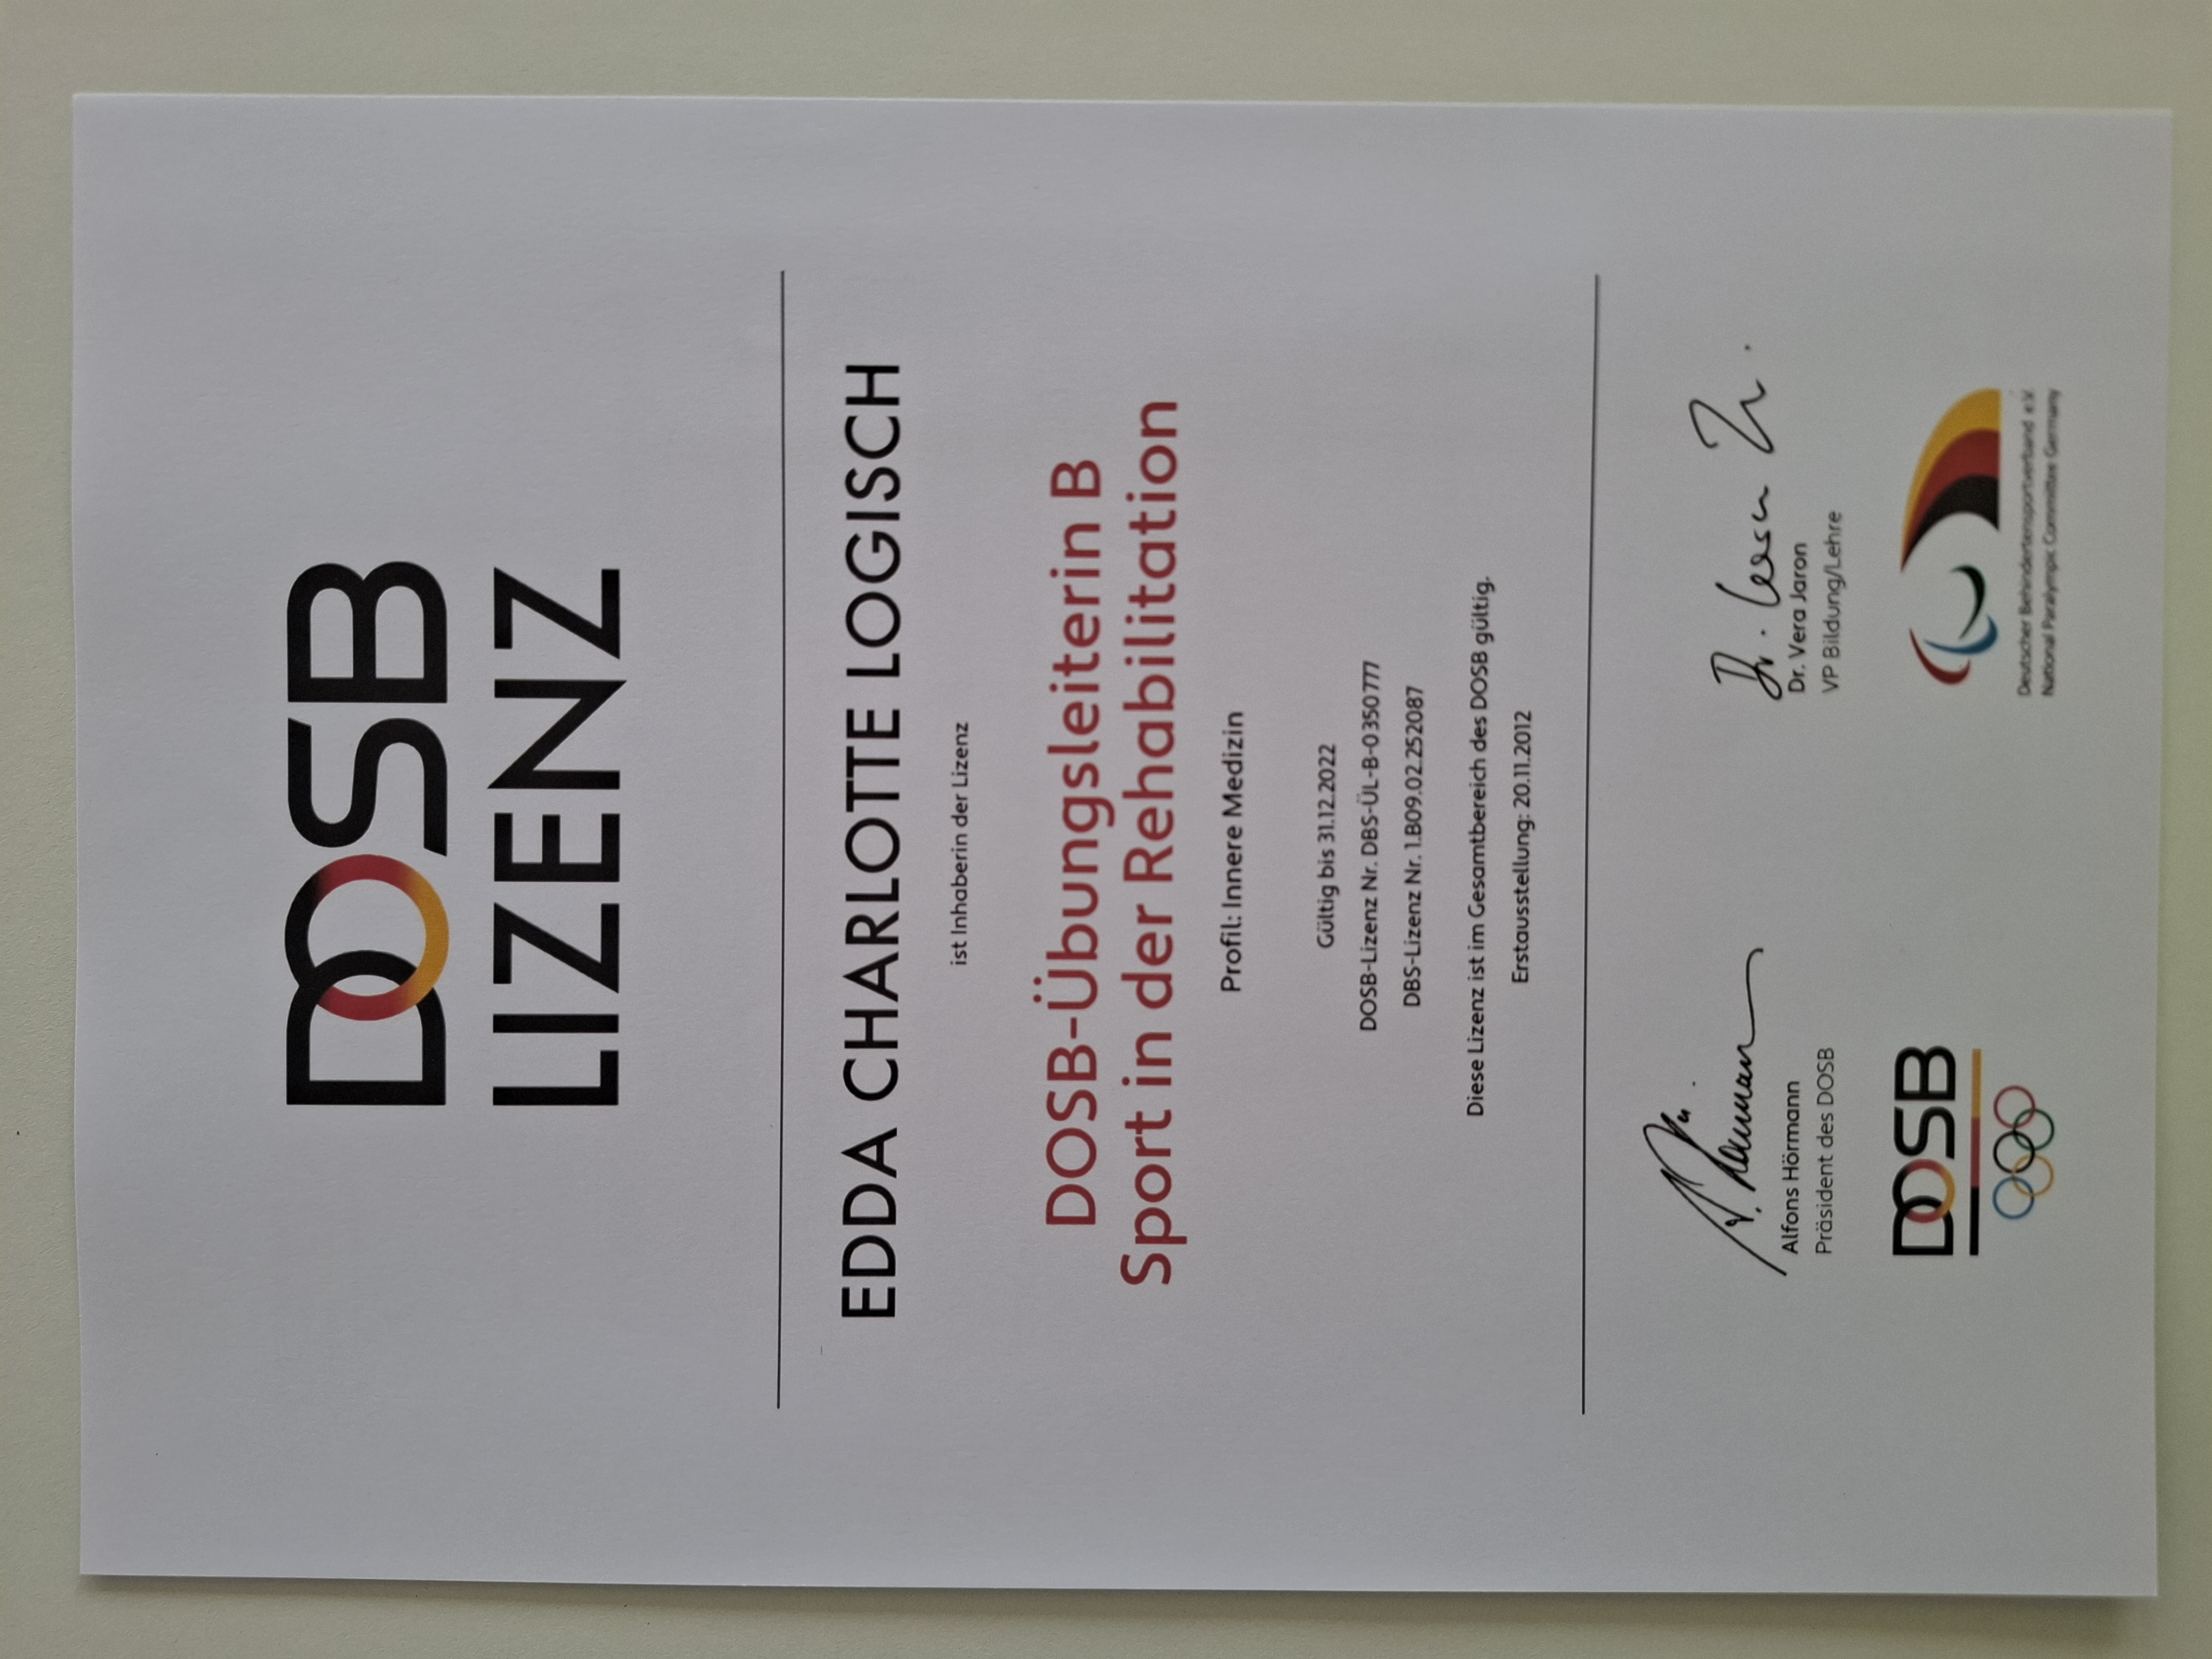 DOSB
LIZENZ
EDDA CHARLOTTE LOGISCH
ist Inhaberin der Lizenz
DOSB-Übungsleiterin B
Sport in der Rehabilitation
Profil: Innere Medizin
Gültig bis 31.12.2022
DOSB-Lizenz Nr. DBS-ÜL-B-0350777
DBS-Lizenz Nr. 1.B09.02.252087
Diese Lizenz ist im Gesamtbereich des DOSB gültig.
Erstausstellung: 20.11.2012
Alfons Hörmann
Präsident des DOSB
DOSB
Dr. Vera Jaron
VP Bildung/Lehre
Deutscher Behindertensportverband e.V.
National Paralympic Committee Germany